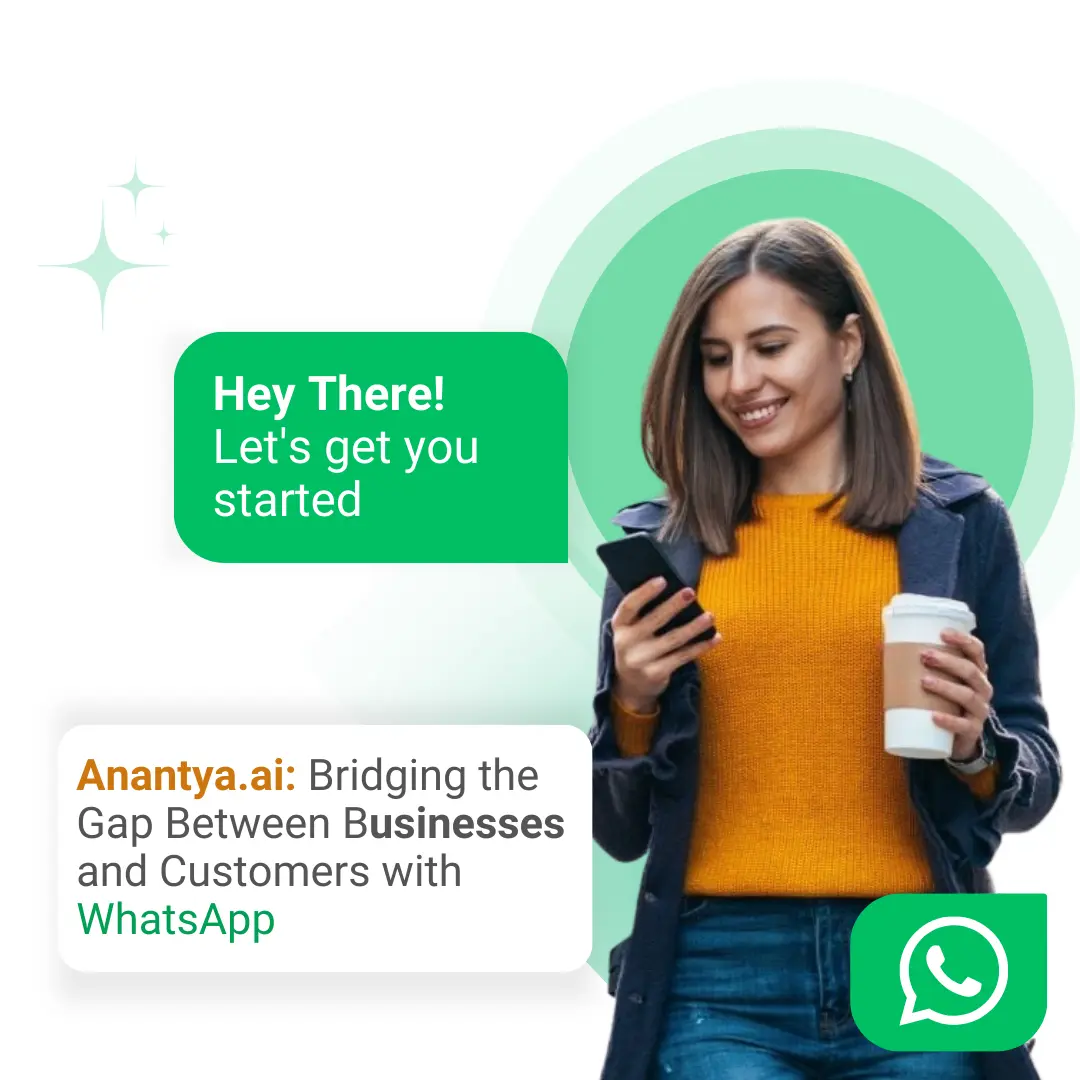 Hey There!
Let's get you
started
Anantya.ai: Bridging the
Gap Between Businesses
and Customers with
WhatsApp